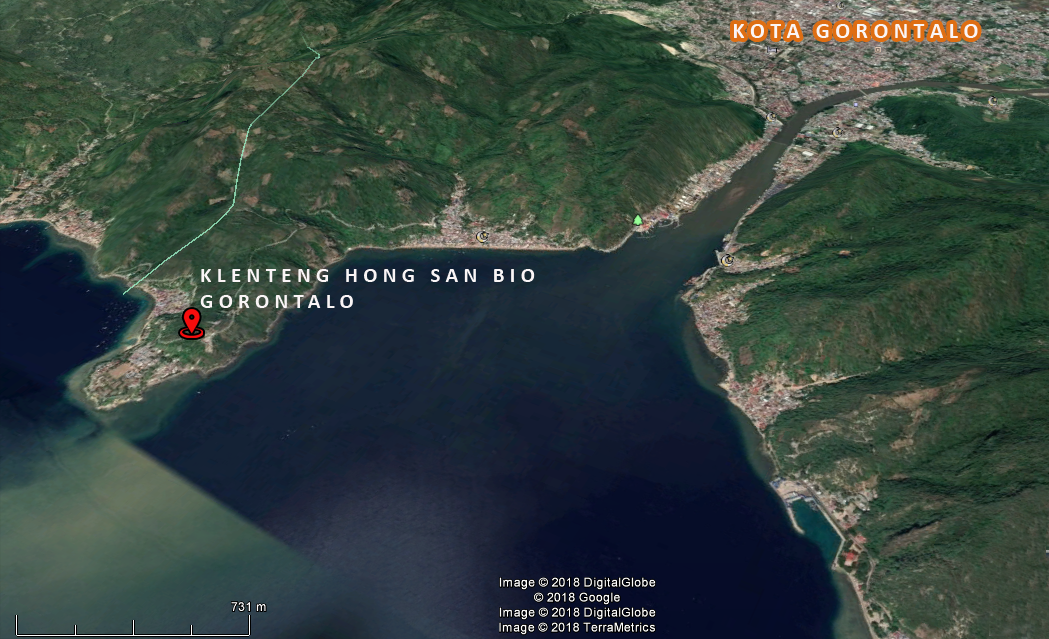 KOTA GORONTALO
KLENTENG HONG SAN BIO
GORONTALO
731 m
Image © 2018 DigitalGlobe
© 2018 Google
Image © 2018 DigitalGlobe
Image © 2018 TerraMetrics